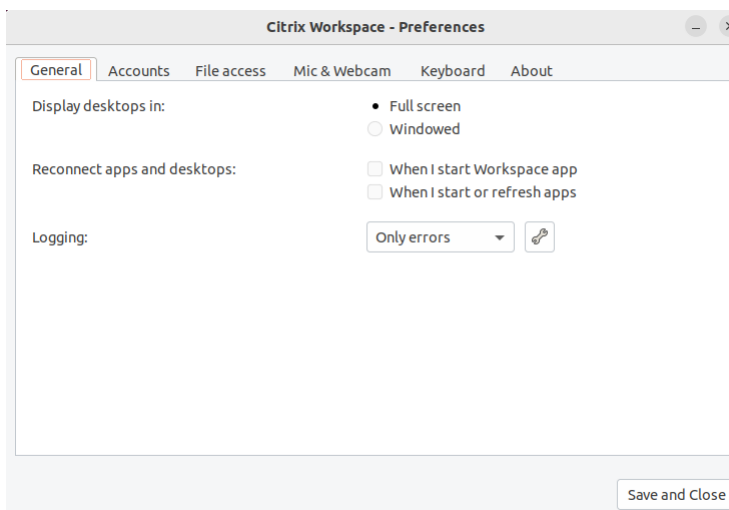 Citrix Workspace - Preferences
General Accounts File access Mic & Webcam Keyboard About
Display desktops in: Full screen
Windowed
Reconnect apps and desktops: When I start Workspace app
When I start or refresh apps
Logging: Only errors
Save and Close